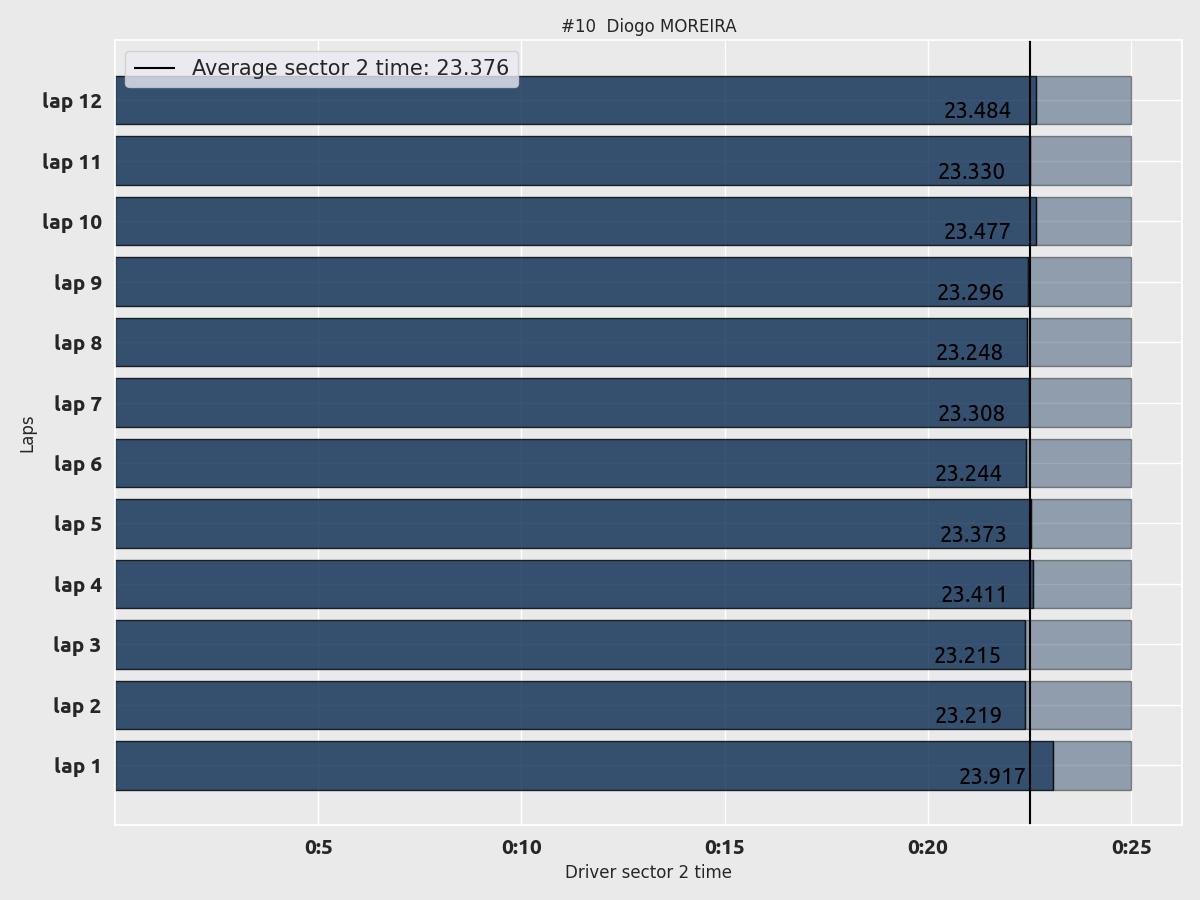 #10  Diogo MOREIRA
Average sector 2 time: 23.376
lap 12 23.484
lap 11 23.330
lap 10 23.477
lap 9 23.296
lap 8 23.248
lap 7 23.308
lap 6 23.244
lap 5 23.373
lap 4 23.411
lap 3 23.215
lap 2 23.219
lap 1 23.917
Laps
0:5 0:10 0:15 0:20 0:25
Driver sector 2 time